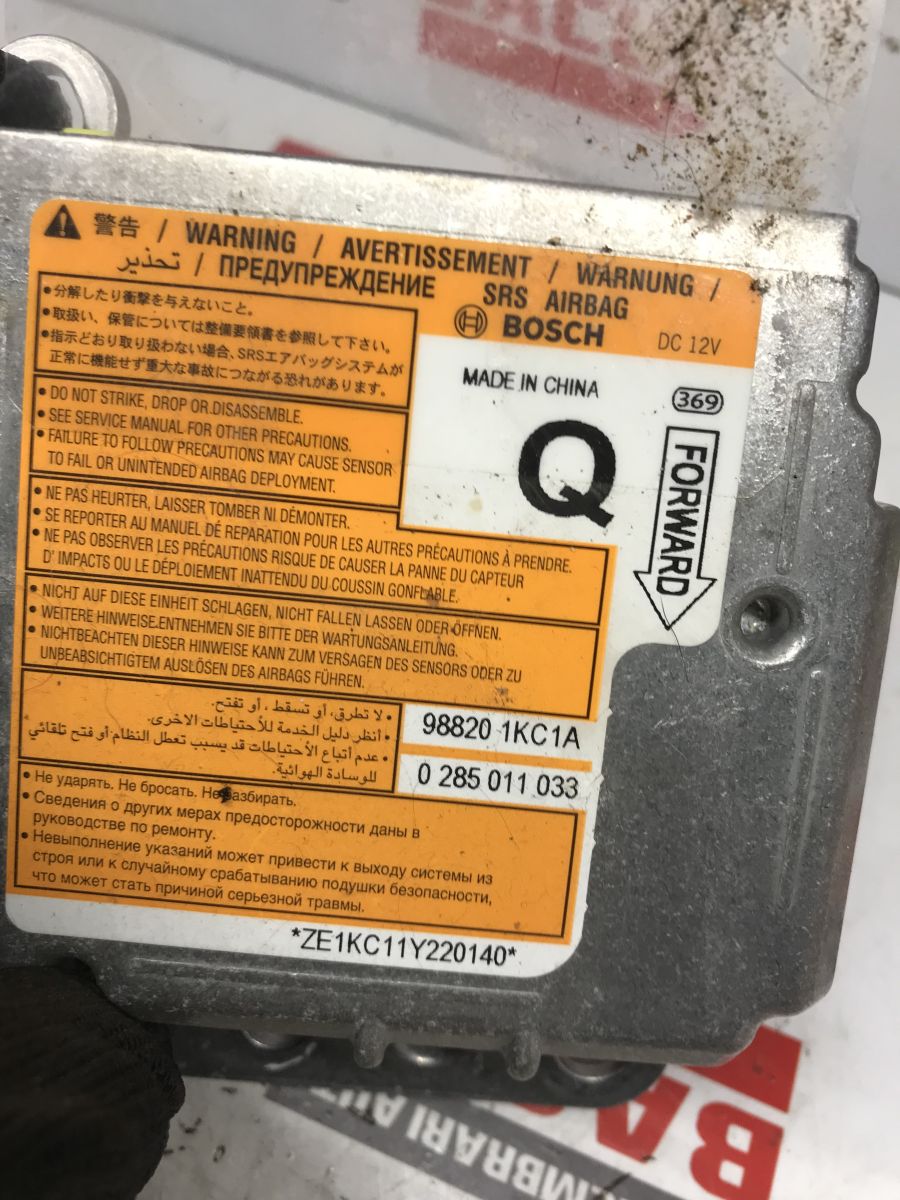 警告 / WARNING / AVERTISSEMENT / WARNUNG /
تحذير / ПРЕДУПРЕЖДЕНИЕ
SRS AIRBAG
BOSCH
DC 12V
•分解したり衝撃を与えないこと。
•取扱い、保管については整備要領書を参照して下さい。
•指示どおり取り扱わない場合、SRSエアバッグシステムが
正常に機能せず重大な事故につながる恐れがあります。
MADE IN CHINA
369
Q
FORWARD
• DO NOT STRIKE, DROP OR DISASSEMBLE.
• SEE SERVICE MANUAL FOR OTHER PRECAUTIONS.
• FAILURE TO FOLLOW PRECAUTIONS MAY CAUSE SENSOR
TO FAIL OR UNINTENDED AIRBAG DEPLOYMENT.
• NE PAS HEURTER, LAISSER TOMBER NI DÉMONTER.
• SE REPORTER AU MANUEL DE REPARATION POUR LES AUTRES PRÉCAUTIONS À PRENDRE.
• NE PAS OBSERVER LES PRÉCAUTIONS RISQUE DE CAUSER LA PANNE DU CAPTEUR
D' IMPACTS OU LE DÉPLOIEMENT INATTENDU DU COUSSIN GONFLABLE.
• NICHT AUF DIESE EINHEIT SCHLAGEN, NICHT FALLEN LASSEN ODER ÖFFNEN.
• WEITERE HINWEISE.ENTNEHMEN SIE BITTE DER WARTUNGSANLEITUNG.
• NICHTBEACHTEN DIESER HINWEISE KANN ZUM VERSAGEN DES SENSORS ODER ZU
UNBEABSICHTIGTEM AUSLÖSEN DES AIRBAGS FÜHREN.
• لا تطرق، أو تسقط ، أو تفتح.
• أنظر دليل الخدمة للأحتياطات الاخرى.
• عدم أتباع الأحتياطات قد يسبب تعطل النظام أو فتح تلقائي
للوسادة الهوائية.
98820 1KC1A
0 285 011 033
• Не ударять. Не бросать. Не разбирать.
• Сведения о других мерах предосторожности даны в
руководстве по ремонту.
• Невыполнение указаний может привести к выходу системы из
строя или к случайному срабатыванию подушки безопасности,
что может стать причиной серьезной травмы.
*ZE1KC11Y220140*